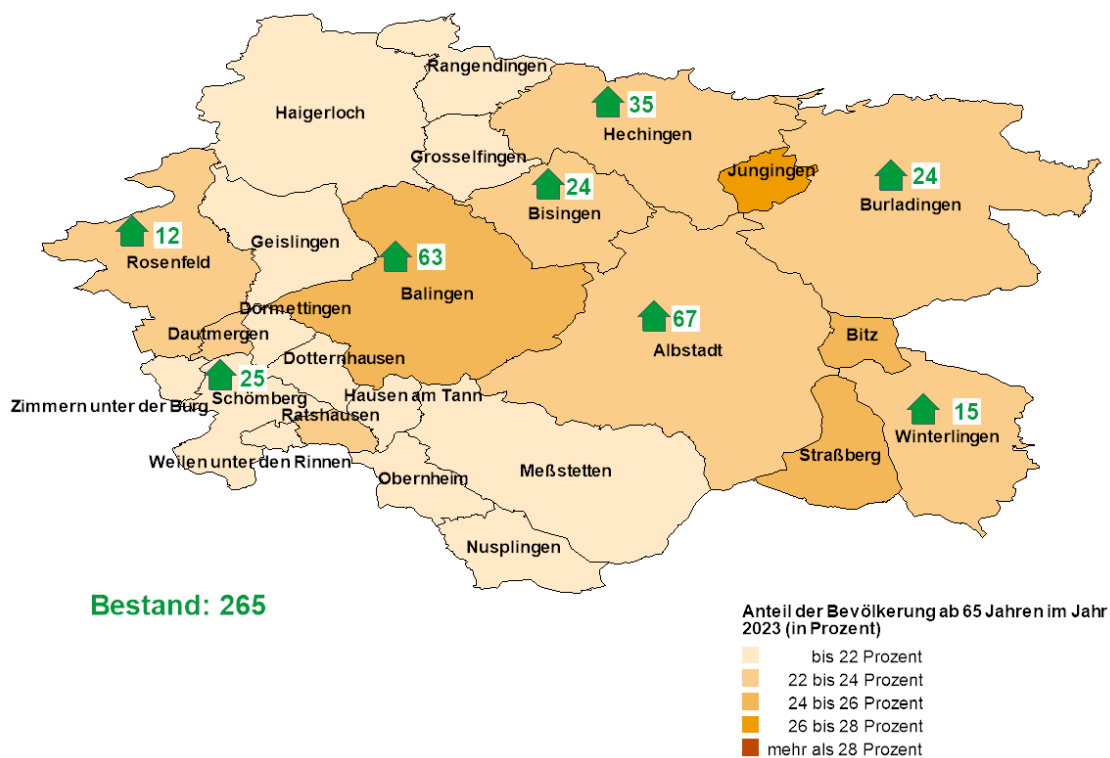 Rangendingen
Haigerloch
35
Hechingen
Grosselfingen
Jungingen
24
Bisingen
24
Burladingen
12
Rosenfeld
Geislingen
63
Balingen
Dormettingen
67
Albstadt
Dautmergen
Bitz
Dotternhausen
25
Schömberg
Hausen am Tann
Zimmern unter der Burg
Ratshausen
15
Winterlingen
Straßberg
Weilen unter den Rinnen
Meßstetten
Obernheim
Nusplingen
Bestand: 265
Anteil der Bevölkerung ab 65 Jahren im Jahr
2023 (in Prozent)
bis 22 Prozent
22 bis 24 Prozent
24 bis 26 Prozent
26 bis 28 Prozent
mehr als 28 Prozent